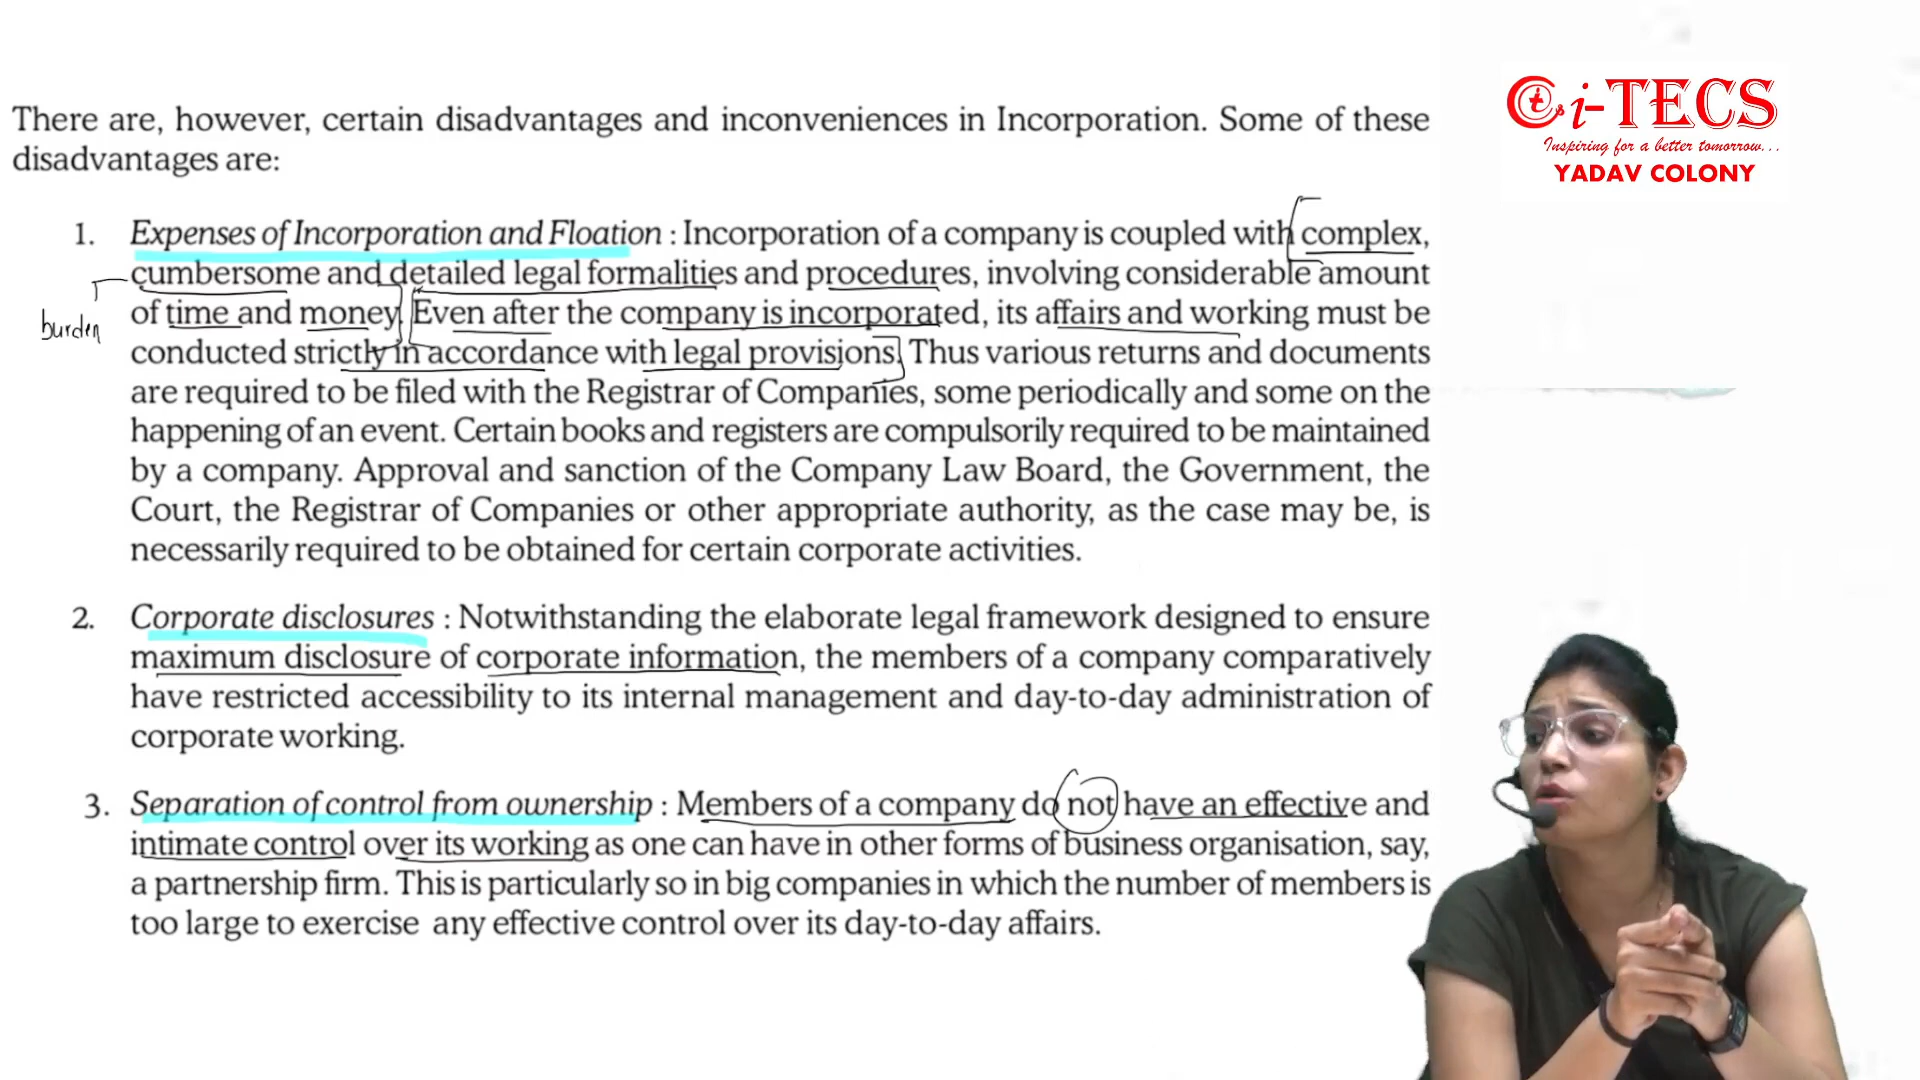 There are, however, certain disadvantages and inconveniences in Incorporation. Some of these
disadvantages are:
1. Expenses of Incorporation and Floation : Incorporation of a company is coupled with complex,
cumbersome and detailed legal formalities and procedures, involving considerable amount
of time and money. Even after the company is incorporated, its affairs and working must be
conducted strictly in accordance with legal provisions. Thus various returns and documents
are required to be filed with the Registrar of Companies, some periodically and some on the
happening of an event. Certain books and registers are compulsorily required to be maintained
by a company. Approval and sanction of the Company Law Board, the Government, the
Court, the Registrar of Companies or other appropriate authority, as the case may be, is
necessarily required to be obtained for certain corporate activities.
burden
2. Corporate disclosures : Notwithstanding the elaborate legal framework designed to ensure
maximum disclosure of corporate information, the members of a company comparatively
have restricted accessibility to its internal management and day-to-day administration of
corporate working.
3. Separation of control from ownership : Members of a company do not have an effective and
intimate control over its working as one can have in other forms of business organisation, say,
a partnership firm. This is particularly so in big companies in which the number of members is
too large to exercise any effective control over its day-to-day affairs.
i-TECS
Inspiring for a better tomorrow...
YADAV COLONY